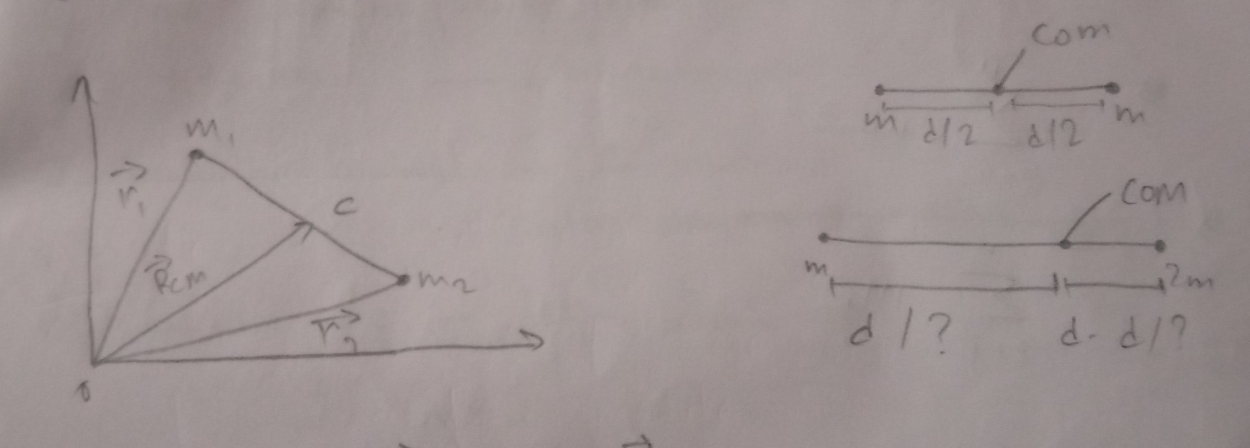 m₁
r⃗₁
R⃗cm
C
m₂
r⃗₂
0
com
m d/2 d/2 m
com
m 2m
d/? d - d/?